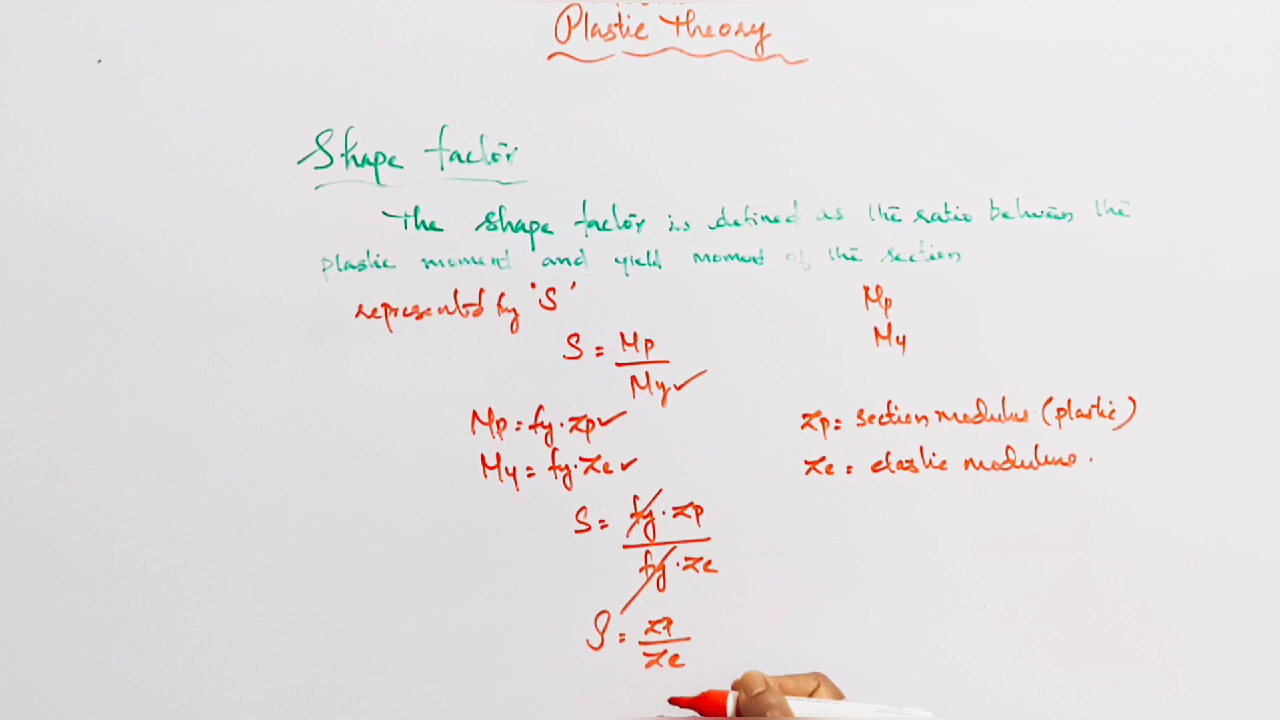 Plastic Theory
Shape factor
The shape factor is defined as the ratio between the
plastic moment and yield moment of the section.
represented by 'S'
Mp
My
S = Mp / My ✓
Mp = fy · Zp ✓
My = fy · Ze ✓
Zp = section modulus (plastic)
Ze = elastic modulus.
S = fy · Zp / fy · Ze
S = Zp / Ze